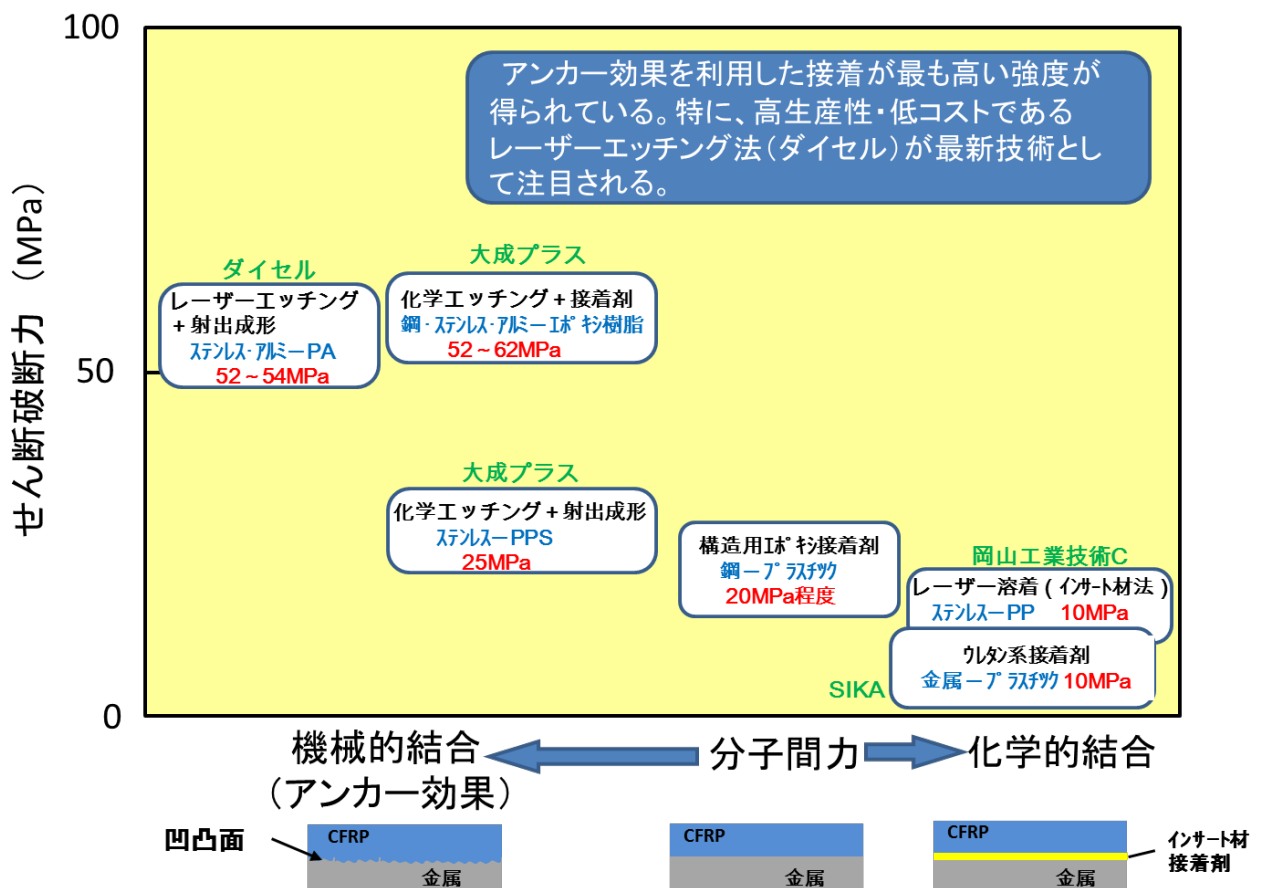 100
アンカー効果を利用した接着が最も高い強度が
得られている。特に、高生産性・低コストである
レーザーエッチング法(ダイセル)が最新技術とし
て注目される。
せん断破断力 (MPa)
ダイセル
レーザーエッチング
+射出成形
ｽﾃﾝﾚｽ･ｱﾙﾐーPA
52~54MPa
大成プラス
化学エッチング+接着剤
鋼･ｽﾃﾝﾚｽ･ｱﾙﾐーｴﾎﾟｷｼ樹脂
52~62MPa
50
大成プラス
化学エッチング+射出成形
ｽﾃﾝﾚｽーPPS
25MPa
構造用ｴﾎﾟｷｼ接着剤
鋼ープﾗｽﾁｯｸ
20MPa程度
岡山工業技術C
レーザー溶着(ｲﾝｻｰﾄ材法)
ｽﾃﾝﾚｽーPP 10MPa
ｳﾚﾀﾝ系接着剤
金属ープﾗｽﾁｯｸ 10MPa
SIKA
0
機械的結合
(アンカー効果)
分子間力
化学的結合
凹凸面
CFRP
金属
CFRP
金属
CFRP
金属
ｲﾝｻｰﾄ材
接着剤